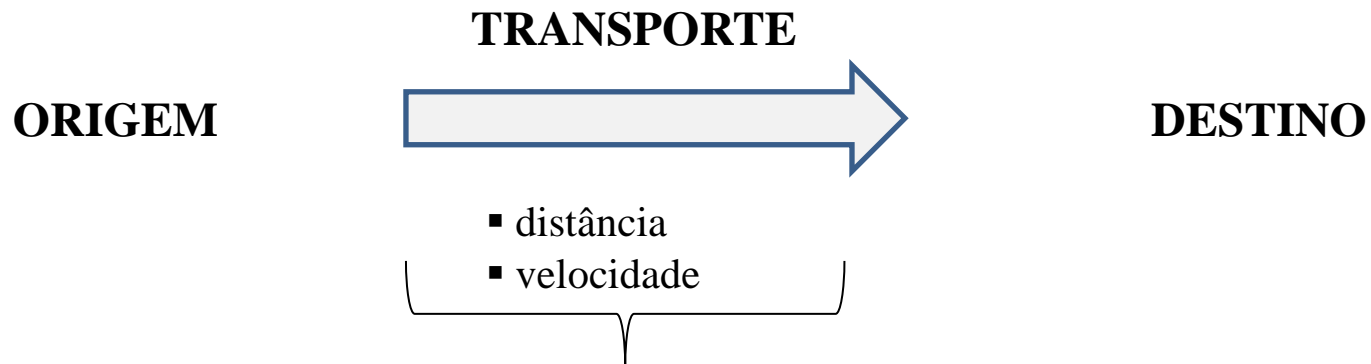 TRANSPORTE
ORIGEM
DESTINO
▪ distância
▪ velocidade